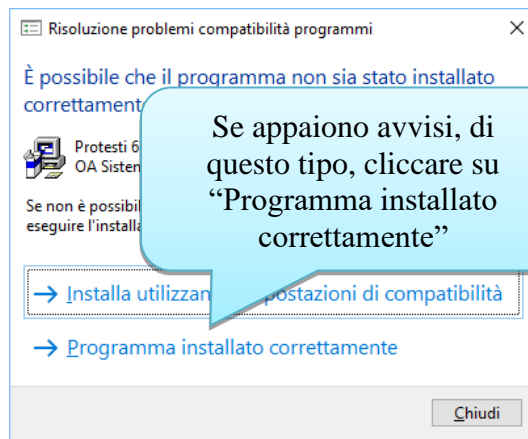 Risoluzione problemi compatibilità programmi
È possibile che il programma non sia stato installato
correttament
Protesti 6
OA Sisten
Se non è possibil
eseguire l'installa
Se appaiono avvisi, di
questo tipo, cliccare su
“Programma installato
correttamente”
Installa utilizzan postazioni di compatibilità
Programma installato correttamente
Chiudi